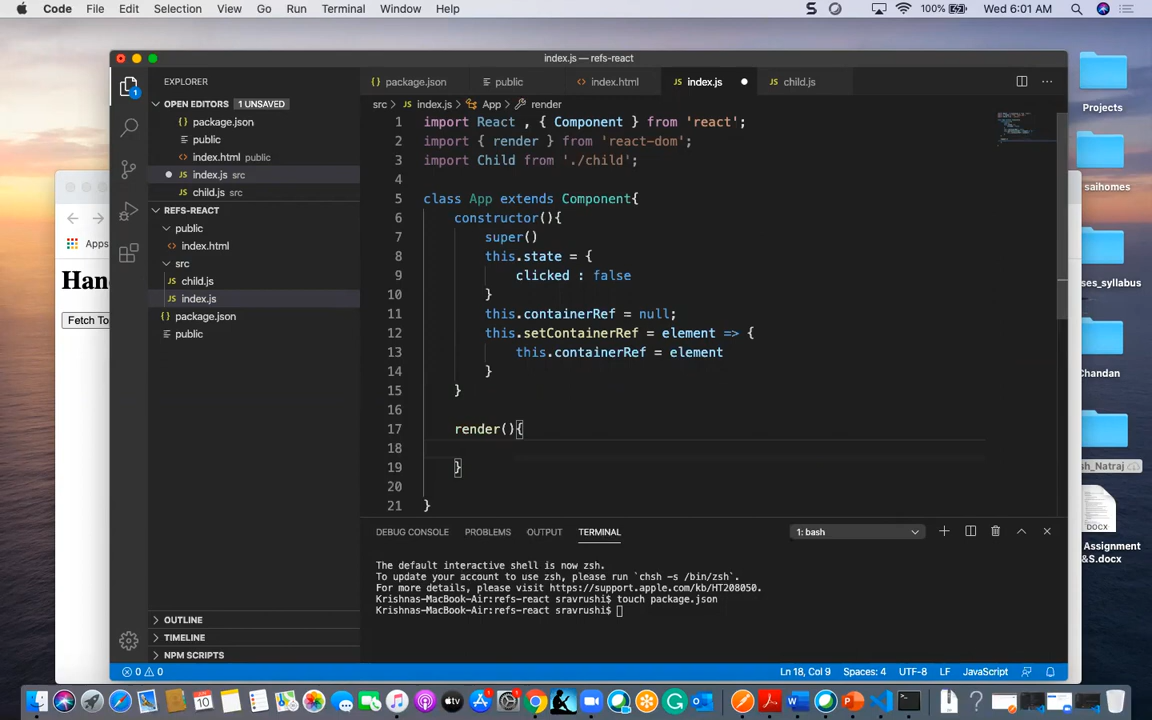 Code File Edit Selection View Go Run Terminal Window Help
100% Wed 6:01 AM
index.js — refs-react
EXPLORER
package.json public index.html index.js child.js
OPEN EDITORS 1 UNSAVED
src index.js App render
package.json
public
index.html public
index.js src
child.js src
REFS-REACT
public
index.html
src
child.js
index.js
package.json
public
1 import React , { Component } from 'react';
2 import { render } from 'react-dom';
3 import Child from './child';
4
5 class App extends Component{
6 constructor(){
7 super()
8 this.state = {
9 clicked : false
10 }
11 this.containerRef = null;
12 this.setContainerRef = element => {
13 this.containerRef = element
14 }
15 }
16
17 render(){
18
19 }
20
21 }
DEBUG CONSOLE PROBLEMS OUTPUT TERMINAL 1: bash
The default interactive shell is now zsh.
To update your account to use zsh, please run `chsh -s /bin/zsh`.
For more details, please visit https://support.apple.com/kb/HT208050.
Krishnas-MacBook-Air:refs-react sravrushi$ touch package.json
Krishnas-MacBook-Air:refs-react sravrushi$
OUTLINE
TIMELINE
NPM SCRIPTS
0 0
Ln 18, Col 9 Spaces: 4 UTF-8 LF JavaScript
1
Apps
Han
Fetch To
Projects
saihomes
ses_syllabus
Chandan
sh_Natraj
DOCX
Assignment
&S.docx
10